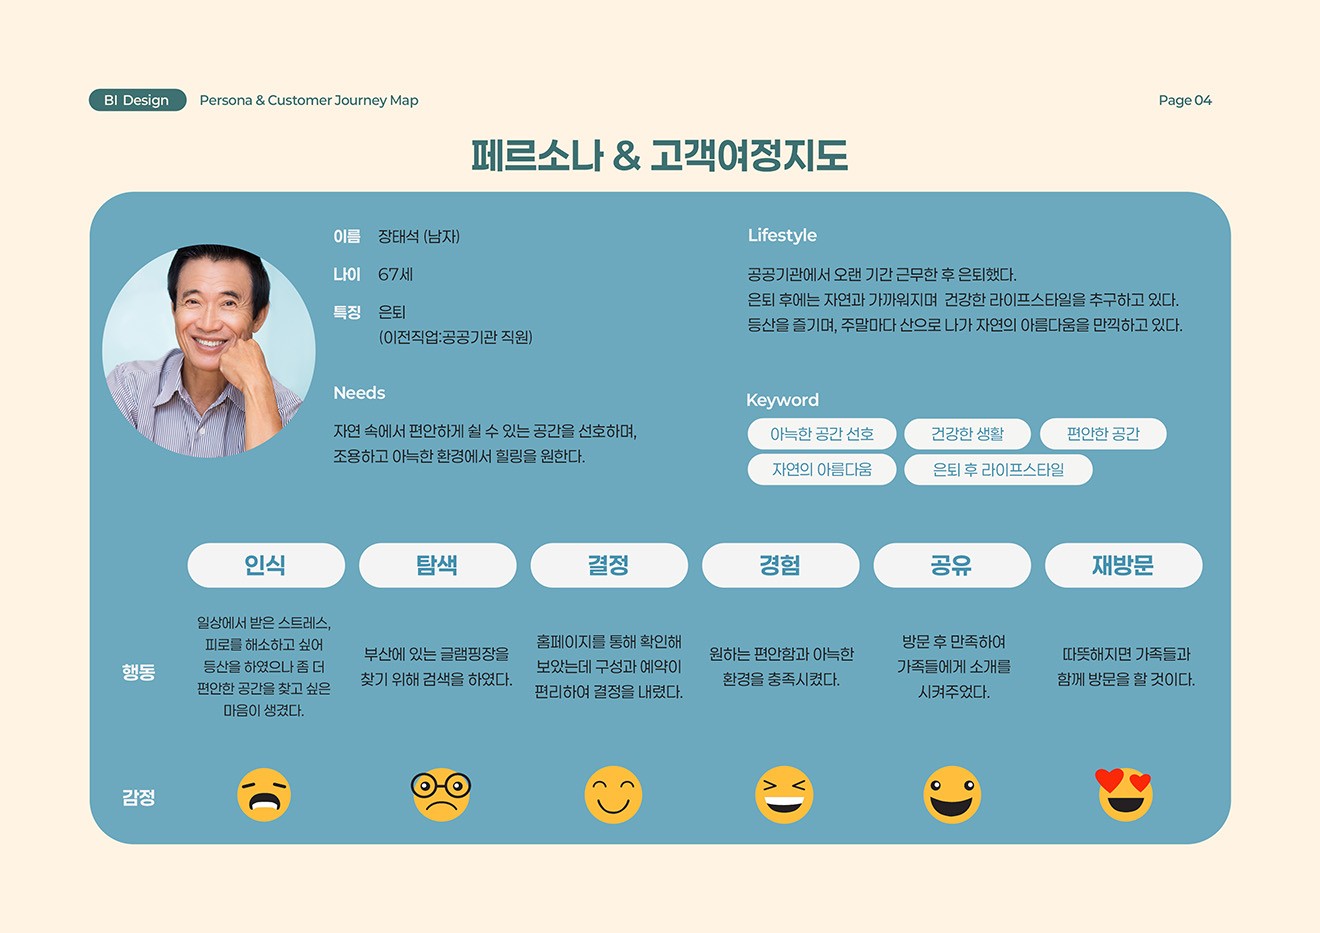 BI Design
Persona & Customer Journey Map
Page 04
페르소나 & 고객여정지도
이름 장태석 (남자)
나이 67세
특징 은퇴
(이전직업:공공기관 직원)
Needs
자연 속에서 편안하게 쉴 수 있는 공간을 선호하며,
조용하고 아늑한 환경에서 힐링을 원한다.
Lifestyle
공공기관에서 오랜 기간 근무한 후 은퇴했다.
은퇴 후에는 자연과 가까워지며 건강한 라이프스타일을 추구하고 있다.
등산을 즐기며, 주말마다 산으로 나가 자연의 아름다움을 만끽하고 있다.
Keyword
아늑한 공간 선호
건강한 생활
편안한 공간
자연의 아름다움
은퇴 후 라이프스타일
인식
탐색
결정
경험
공유
재방문
행동
일상에서 받은 스트레스,
피로를 해소하고 싶어
등산을 하였으나 좀 더
편안한 공간을 찾고 싶은
마음이 생겼다.
부산에 있는 글램핑장을
찾기 위해 검색을 하였다.
홈페이지를 통해 확인해
보았는데 구성과 예약이
편리하여 결정을 내렸다.
원하는 편안함과 아늑한
환경을 충족시켰다.
방문 후 만족하여
가족들에게 소개를
시켜주었다.
따뜻해지면 가족들과
함께 방문을 할 것이다.
감정